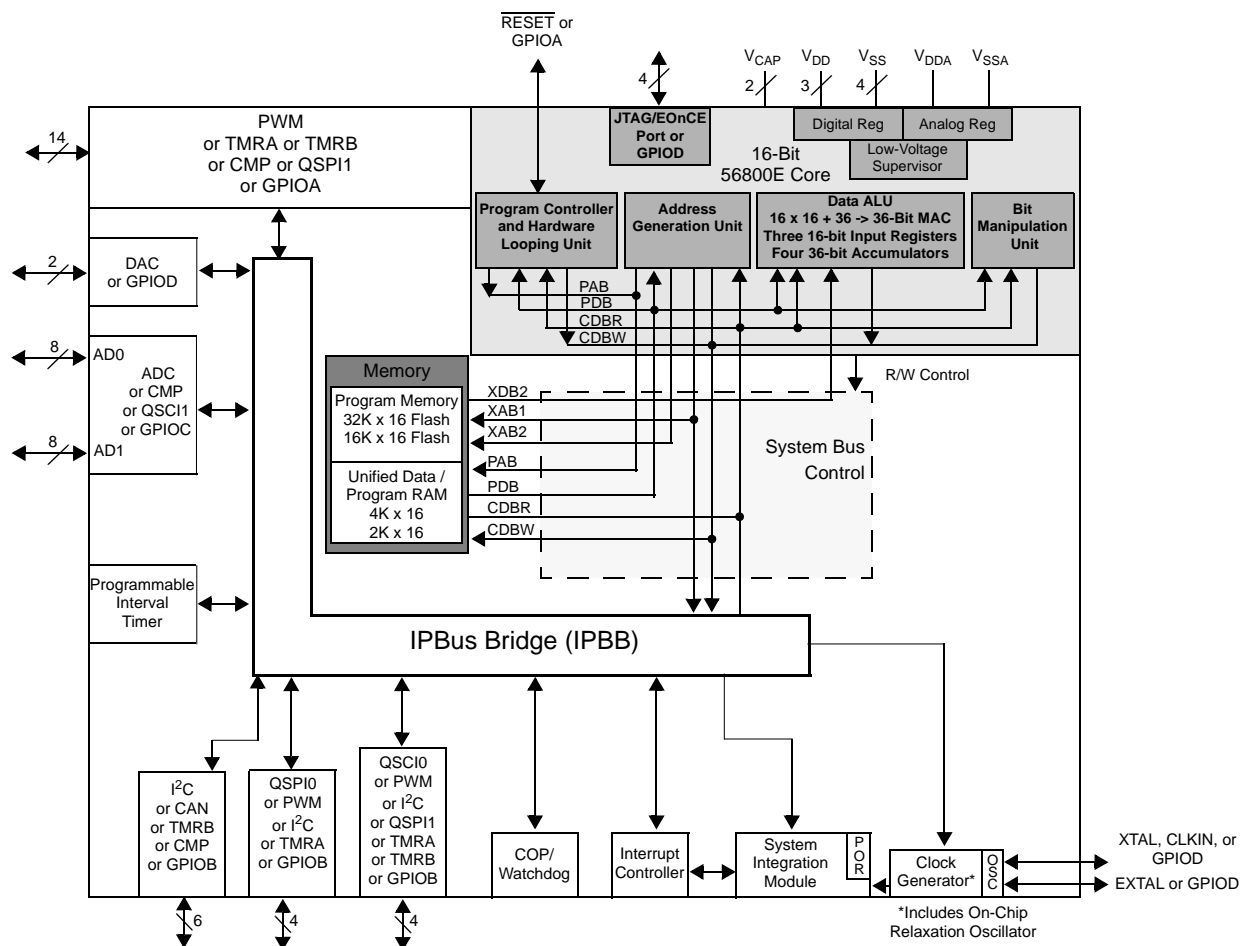 RESET or
GPIOA
4
VCAP
VDD
VSS
VDDA
VSSA
2
3
4
14
PWM
or TMRA or TMRB
or CMP or QSPI1
or GPIOA
JTAG/EOnCE
Port or
GPIOD
Digital Reg
Analog Reg
Low-Voltage
Supervisor
16-Bit
56800E Core
Program Controller
and Hardware
Looping Unit
Address
Generation Unit
Data ALU
16 x 16 + 36 -> 36-Bit MAC
Three 16-bit Input Registers
Four 36-bit Accumulators
Bit
Manipulation
Unit
2
DAC
or GPIOD
PAB
PDB
CDBR
CDBW
8
AD0
ADC
or CMP
or QSCI1
or GPIOC
8
AD1
Memory
Program Memory
32K x 16 Flash
16K x 16 Flash
Unified Data /
Program RAM
4K x 16
2K x 16
XDB2
XAB1
XAB2
PAB
PDB
CDBR
CDBW
R/W Control
System Bus
Control
Programmable
Interval
Timer
IPBus Bridge (IPBB)
I2C
or CAN
or TMRB
or CMP
or GPIOB
QSPI0
or PWM
or I2C
or TMRA
or GPIOB
QSCI0
or PWM
or I2C
or QSPI1
or TMRA
or TMRB
or GPIOB
COP/
Watchdog
Interrupt
Controller
System
Integration
Module
POR
Clock
Generator*
OSC
XTAL, CLKIN, or
GPIOD
EXTAL or GPIOD
*Includes On-Chip
Relaxation Oscillator
6
4
4